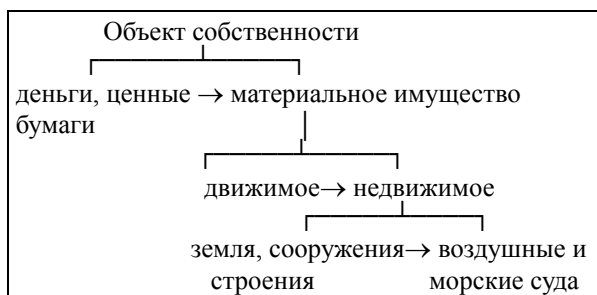 Объект собственности
деньги, ценные → материальное имущество
бумаги
движимое→ недвижимое
земля, сооружения→ воздушные и
строения морские суда